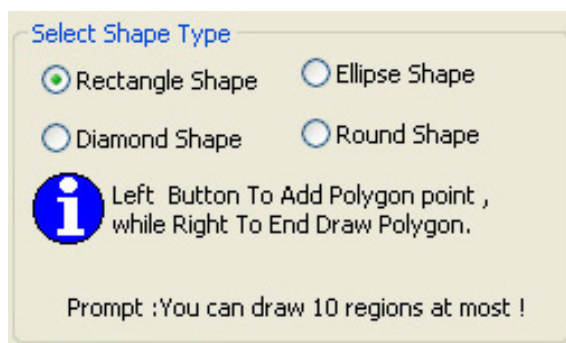 Select Shape Type
Rectangle Shape Ellipse Shape
Diamond Shape Round Shape
Left Button To Add Polygon point ,
while Right To End Draw Polygon.
Prompt :You can draw 10 regions at most !